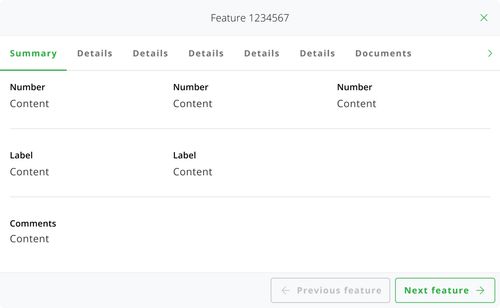 Feature 1234567
Summary Details Details Details Details Details Documents
Number Number Number
Content Content Content
Label Label
Content Content
Comments
Content
Previous feature Next feature